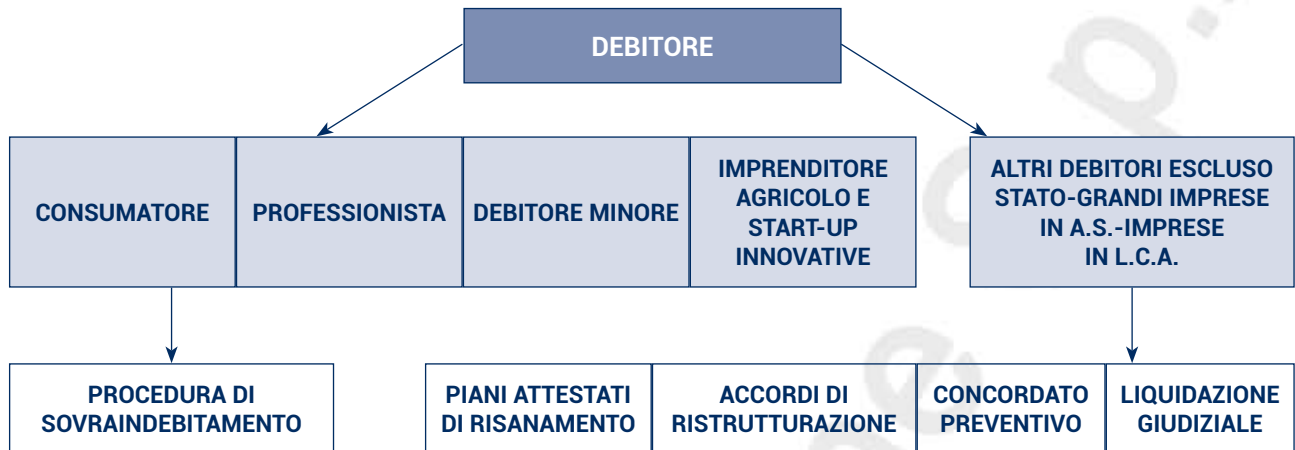 DEBITORE
CONSUMATORE
PROFESSIONISTA
DEBITORE MINORE
IMPRENDITORE
AGRICOLO E
START-UP
INNOVATIVE
ALTRI DEBITORI ESCLUSO
STATO-GRANDI IMPRESE
IN A.S.-IMPRESE
IN L.C.A.
PROCEDURA DI
SOVRAINDEBITAMENTO
PIANI ATTESTATI
DI RISANAMENTO
ACCORDI DI
RISTRUTTURAZIONE
CONCORDATO
PREVENTIVO
LIQUIDAZIONE
GIUDIZIALE